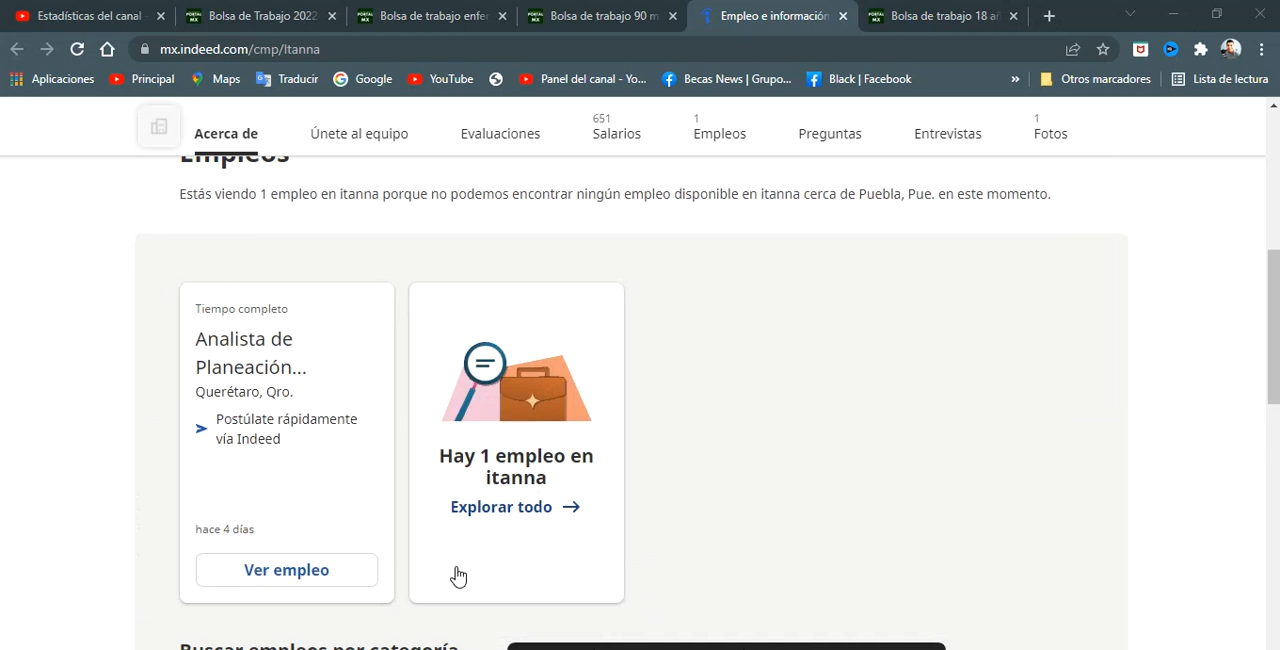 Estadísticas del canal
Bolsa de Trabajo 2022
Bolsa de trabajo enfe
Bolsa de trabajo 90 m
Empleo e información
Bolsa de trabajo 18 añ
mx.indeed.com/cmp/Itanna
Aplicaciones
Principal
Maps
Traducir
Google
YouTube
Panel del canal - Yo...
Becas News | Grupo...
Black | Facebook
»
Otros marcadores
Lista de lectura
Acerca de
Únete al equipo
Evaluaciones
651
Salarios
1
Empleos
Preguntas
Entrevistas
1
Fotos
Empleos
Estás viendo 1 empleo en itanna porque no podemos encontrar ningún empleo disponible en itanna cerca de Puebla, Pue. en este momento.
Tiempo completo
Analista de
Planeación...
Querétaro, Qro.
Postúlate rápidamente
vía Indeed
hace 4 días
Ver empleo
Hay 1 empleo en
itanna
Explorar todo
Buscar empleos por categoría